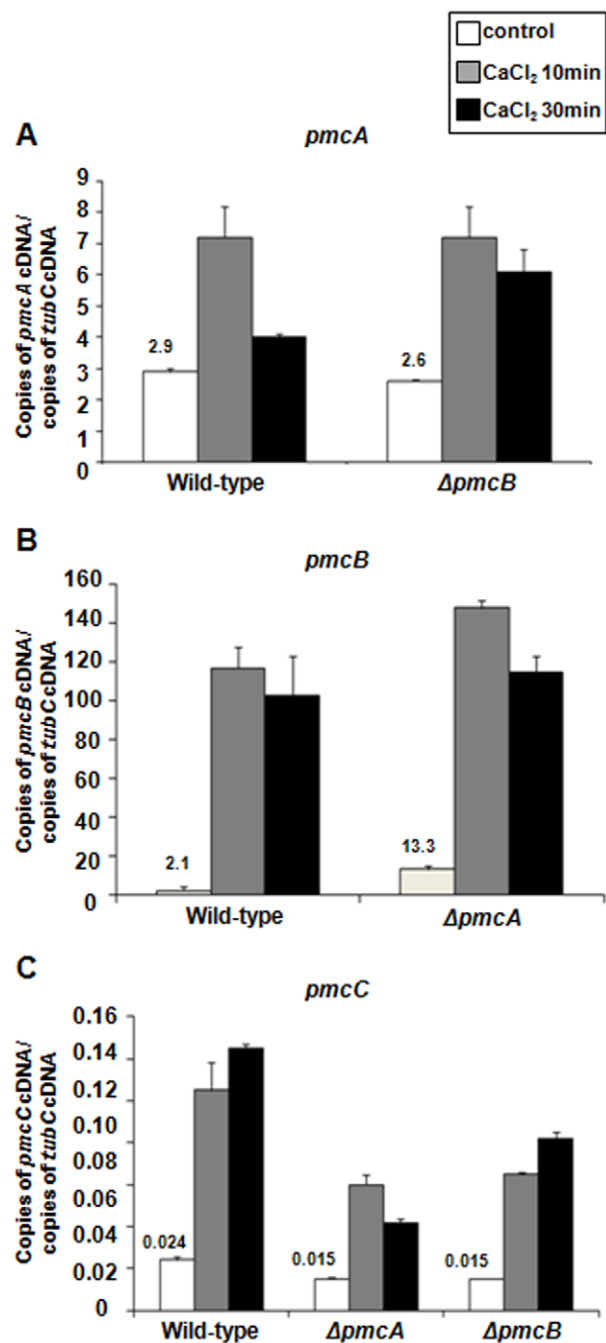 control
CaCl₂ 10min
CaCl₂ 30min
A
pmcA
Copies of pmcA cDNA/
copies of tubC cDNA
9
8
7
6
5
4
3
2
1
0
2.9
2.6
Wild-type
ΔpmcB
B
pmcB
Copies of pmcB cDNA/
copies of tubC cDNA
160
140
120
100
80
60
40
20
0
2.1
13.3
Wild-type
ΔpmcA
C
pmcC
Copies of pmcC cDNA/
copies of tubC cDNA
0.16
0.14
0.12
0.10
0.08
0.06
0.04
0.02
0
0.024
0.015
0.015
Wild-type
ΔpmcA
ΔpmcB